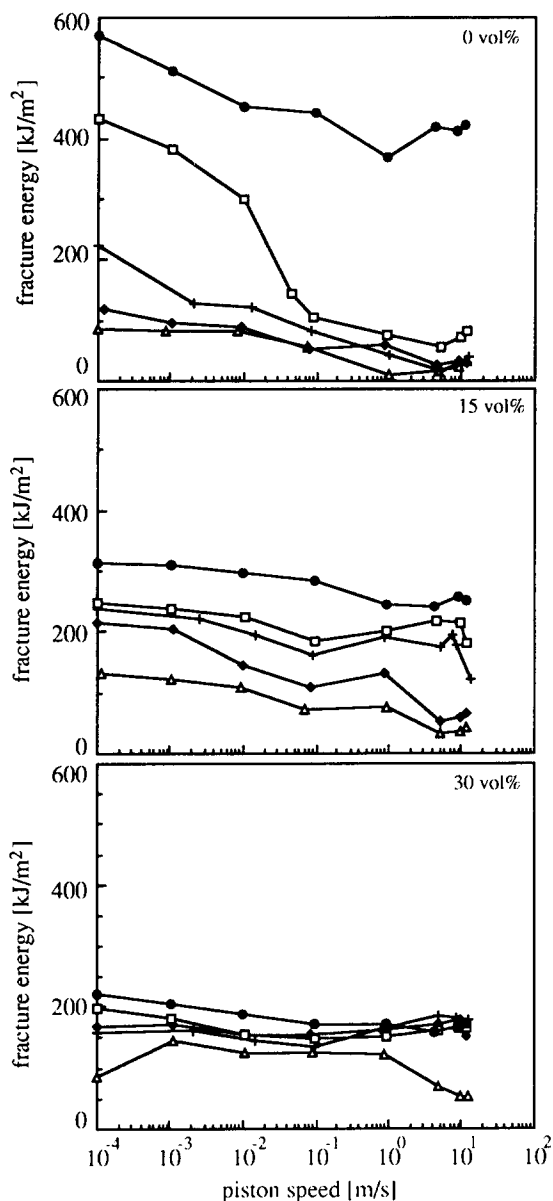 600
0 vol%
400
200
0
fracture energy [kJ/m²]
600
15 vol%
400
200
0
fracture energy [kJ/m²]
600
30 vol%
400
200
0
fracture energy [kJ/m²]
10⁻⁴ 10⁻³ 10⁻² 10⁻¹ 10⁰ 10¹ 10²
piston speed [m/s]